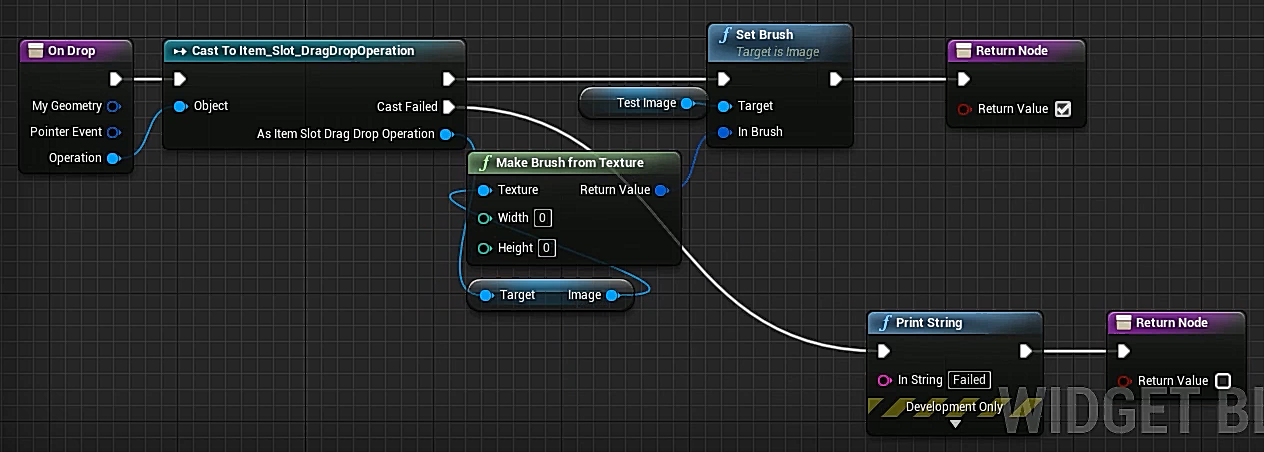 On Drop
My Geometry
Pointer Event
Operation
Cast To Item_Slot_DragDropOperation
Object
Cast Failed
As Item Slot Drag Drop Operation
Set Brush
Target is Image
Test Image
Target
In Brush
Return Node
Return Value
Make Brush from Texture
Texture Return Value
Width 0
Height 0
Target Image
Print String
In String Failed
Development Only
Return Node
Return Value
WIDGET BL